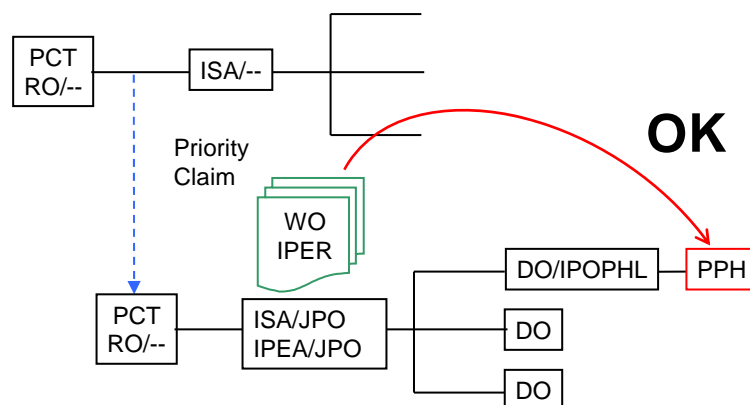 PCT
RO/--
ISA/--
OK
Priority
Claim
WO
IPER
DO/IPOPHL
PPH
PCT
RO/--
ISA/JPO
IPEA/JPO
DO
DO